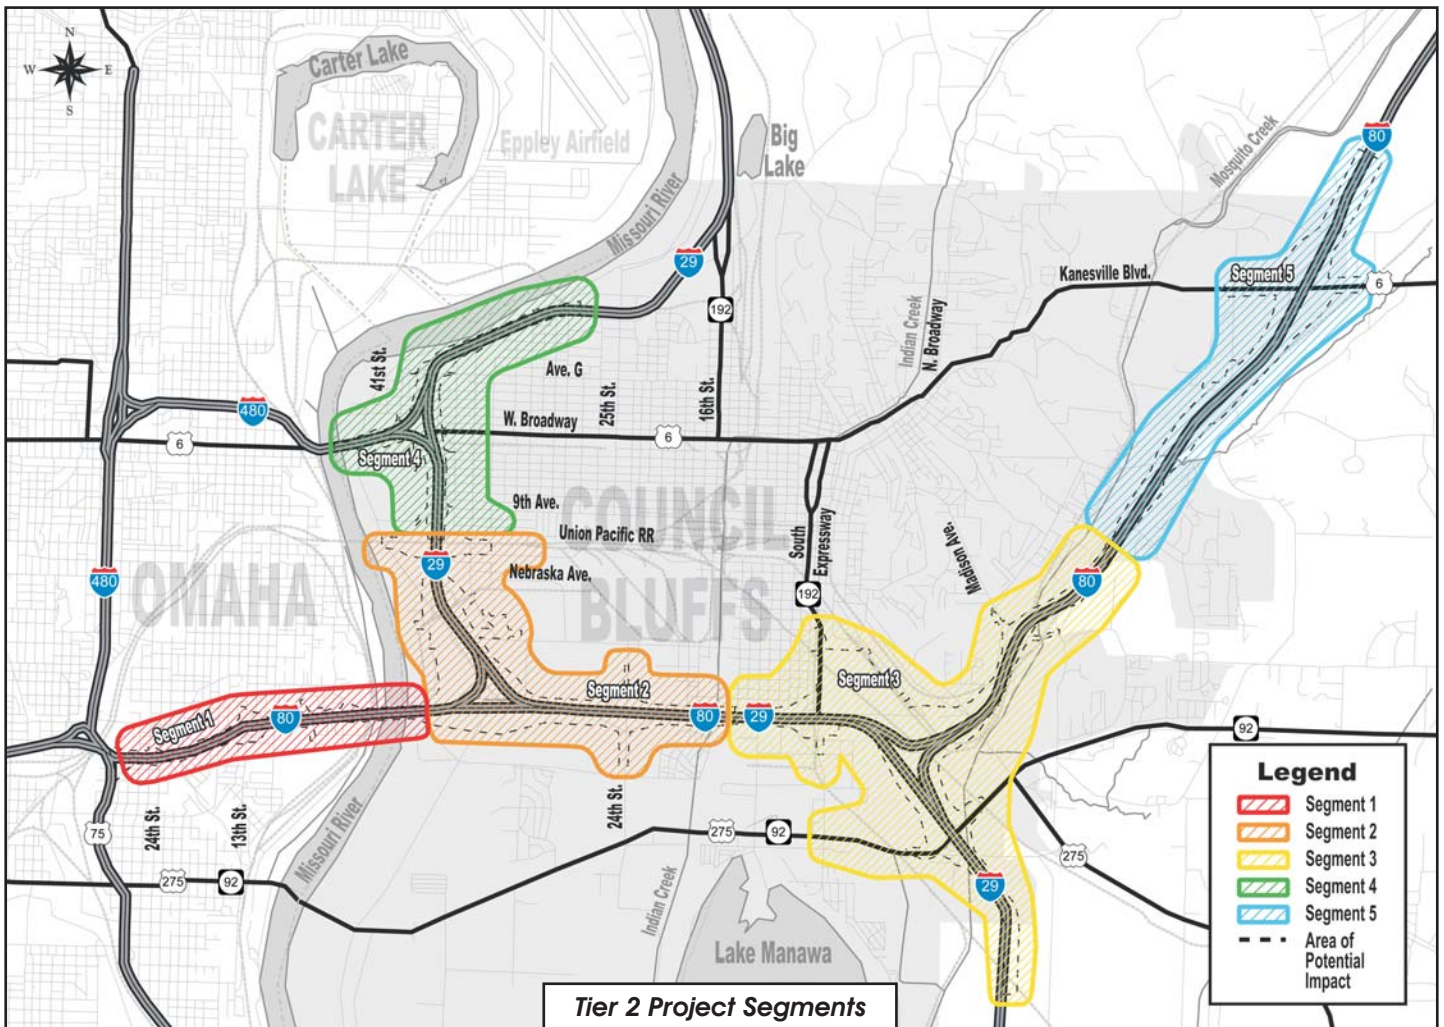 N
W
E
S
Carter Lake
CARTER
LAKE
Eppley Airfield
Big
Lake
Mosquito Creek
80
Missouri River
29
Kanesville Blvd.
Segment 5
6
192
Indian Creek
N. Broadway
41st St.
Ave. G
25th St.
16th St.
480
W. Broadway
6
6
Segment 4
9th Ave.
Union Pacific RR
COUNCIL
BLUFFS
South
Expressway
Madison Ave.
29
Nebraska Ave.
480
OMAHA
192
80
Segment 3
Segment 2
Segment 1
80
80
29
92
24th St.
13th St.
24th St.
75
275
92
Missouri River
275
92
275
29
Indian Creek
Lake Manawa
Legend
Segment 1
Segment 2
Segment 3
Segment 4
Segment 5
Area of
Potential
Impact
Tier 2 Project Segments